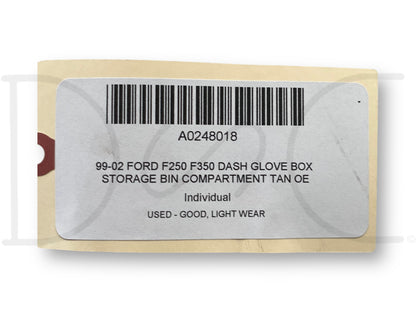 A0248018
99-02 FORD F250 F350 DASH GLOVE BOX
STORAGE BIN COMPARTMENT TAN OE
Individual
USED - GOOD, LIGHT WEAR